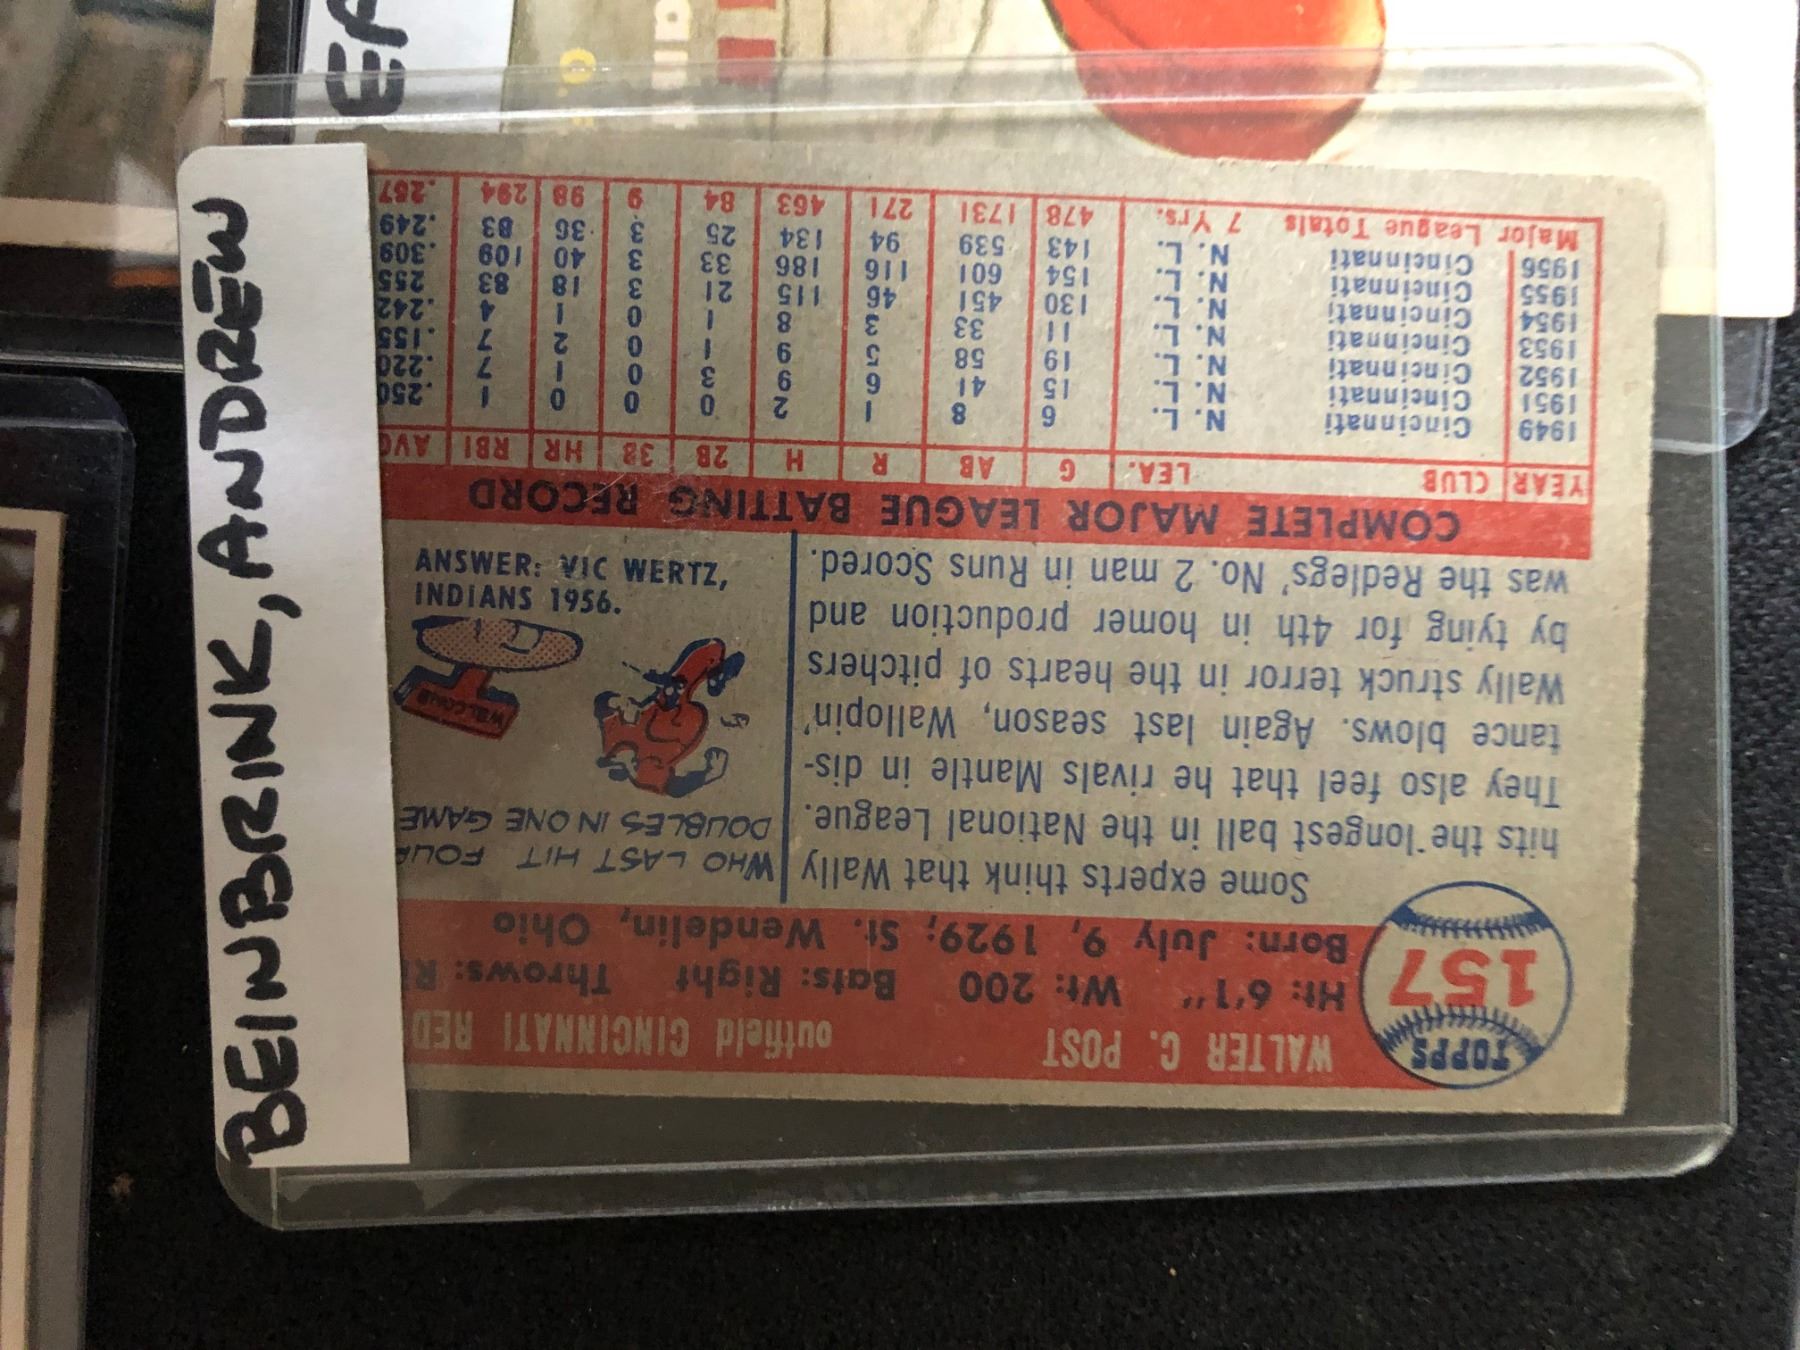 BEINBRINK, ANDREW
TOPPS
157
WALTER C. POST outfield CINCINNATI RED
Ht: 6'1" Wt: 200 Bats: Right Throws: R
Born: July 9, 1929; St. Wendelin, Ohio
Some experts think that Wally
hits the longest ball in the National League.
They also feel that he rivals Mantle in dis-
tance blows. Again last season, Wallopin'
Wally struck terror in the hearts of pitchers
by tying for 4th in homer production and
was the Redlegs' No. 2 man in Runs Scored.
WHO LAST HIT FOUR
DOUBLES IN ONE GAME
WELCOME
ANSWER: VIC WERTZ,
INDIANS 1956.
COMPLETE MAJOR LEAGUE BATTING RECORD
YEAR CLUB LEA. G AB R H 2B 3B HR RBI AVG
1949 Cincinnati N. L. 6 8 1 2 0 0 0 1 .250
1951 Cincinnati N. L. 15 41 6 9 3 0 1 7 .220
1952 Cincinnati N. L. 19 58 5 9 1 0 2 7 .155
1953 Cincinnati N. L. 11 33 3 8 1 0 1 4 .242
1954 Cincinnati N. L. 130 451 46 115 21 3 18 83 .255
1955 Cincinnati N. L. 154 601 116 186 33 3 40 109 .309
1956 Cincinnati N. L. 143 539 94 134 25 3 36 83 .249
Major League Totals 7 Yrs. 478 1731 271 463 84 9 98 294 .267